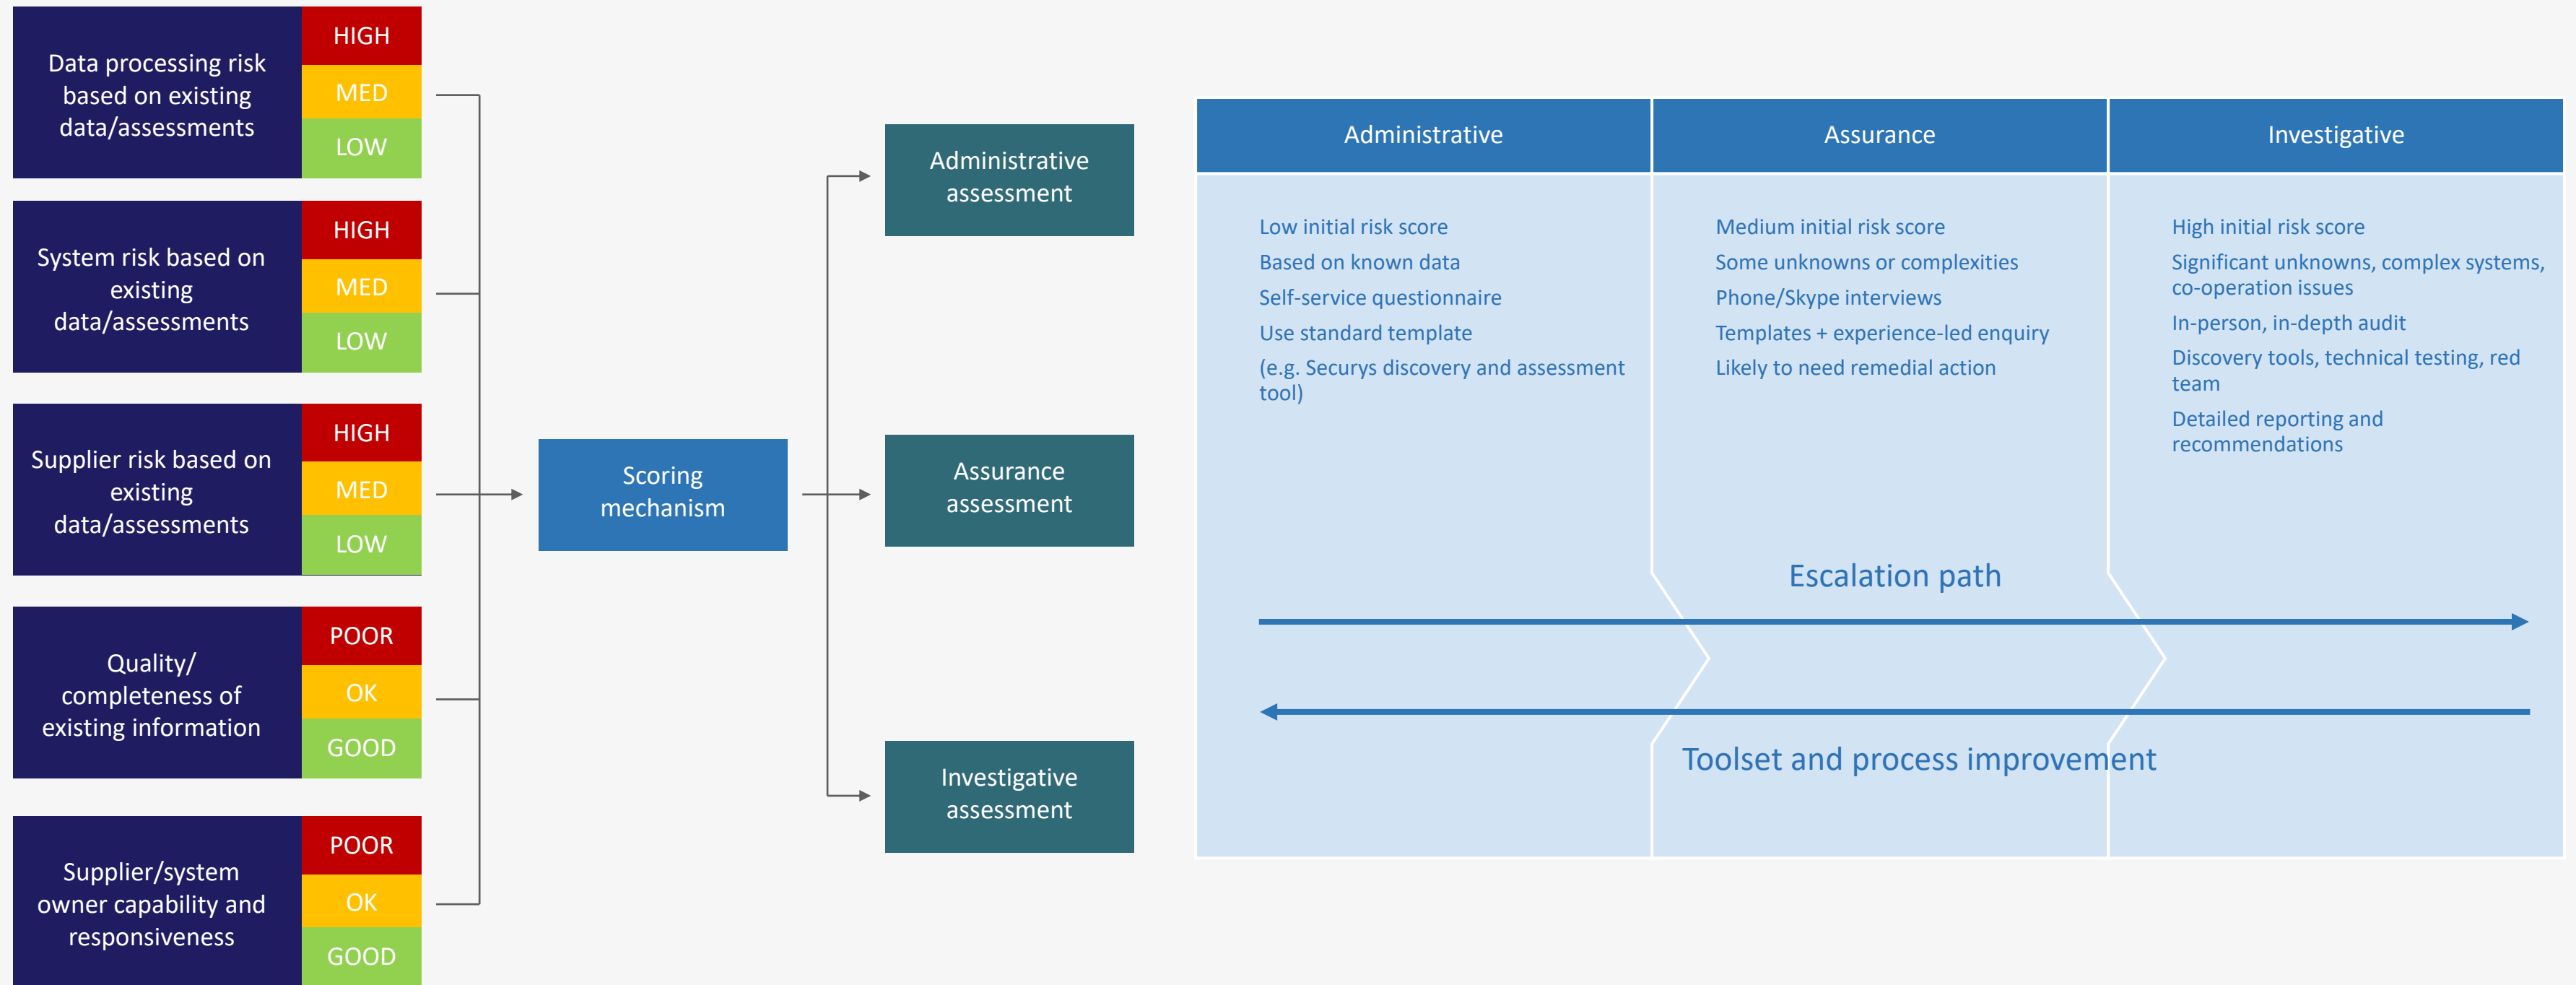 Data processing risk
based on existing
data/assessments
HIGH
MED
LOW
System risk based on
existing
data/assessments
HIGH
MED
LOW
Supplier risk based on
existing
data/assessments
HIGH
MED
LOW
Quality/
completeness of
existing information
POOR
OK
GOOD
Supplier/system
owner capability and
responsiveness
POOR
OK
GOOD
Scoring
mechanism
Administrative
assessment
Assurance
assessment
Investigative
assessment
Administrative
Low initial risk score
Based on known data
Self-service questionnaire
Use standard template
(e.g. Securys discovery and assessment
tool)
Assurance
Medium initial risk score
Some unknowns or complexities
Phone/Skype interviews
Templates + experience-led enquiry
Likely to need remedial action
Investigative
High initial risk score
Significant unknowns, complex systems,
co-operation issues
In-person, in-depth audit
Discovery tools, technical testing, red
team
Detailed reporting and
recommendations
Escalation path
Toolset and process improvement